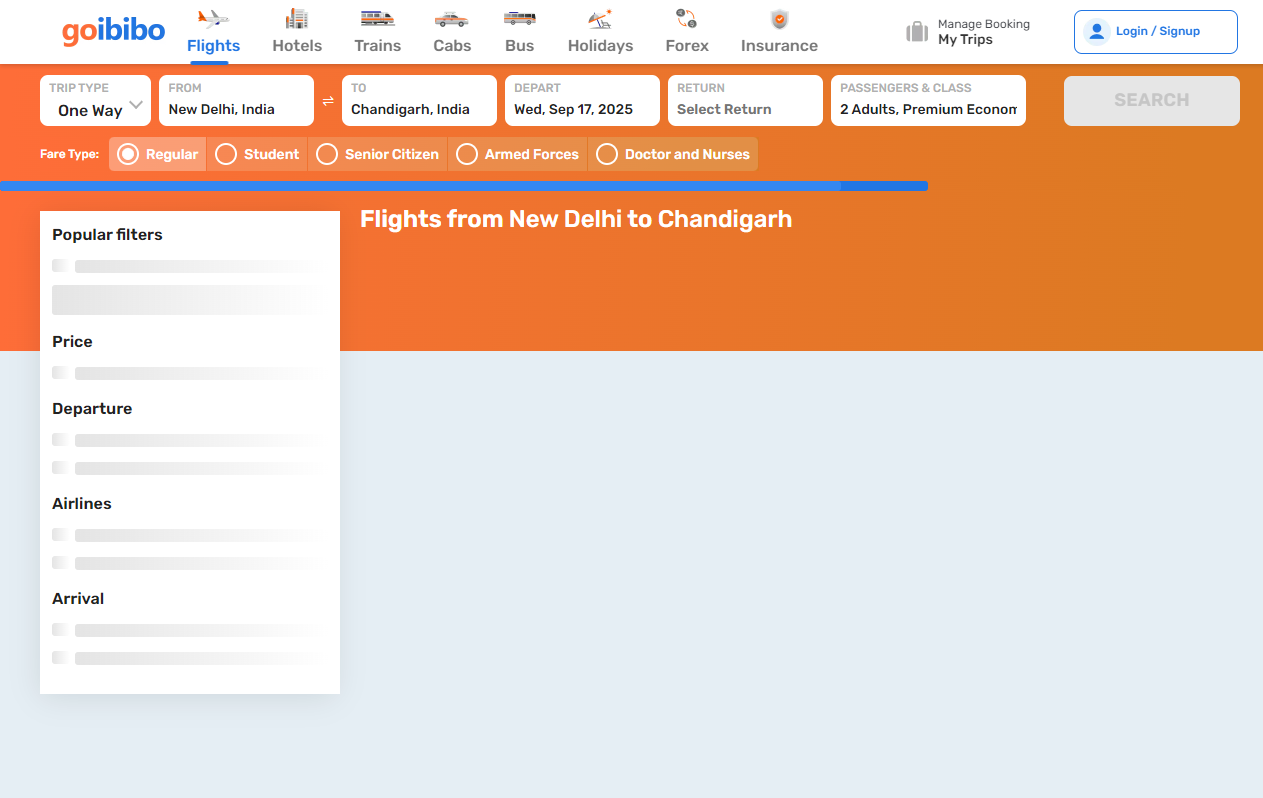 goibibo
Flights
Hotels
Trains
Cabs
Bus
Holidays
Forex
Insurance
Manage Booking
My Trips
Login / Signup
TRIP TYPE
One Way
FROM
New Delhi, India
TO
Chandigarh, India
DEPART
Wed, Sep 17, 2025
RETURN
Select Return
PASSENGERS & CLASS
2 Adults, Premium Econom
SEARCH
Fare Type:
Regular
Student
Senior Citizen
Armed Forces
Doctor and Nurses
Flights from New Delhi to Chandigarh
Popular filters
Price
Departure
Airlines
Arrival